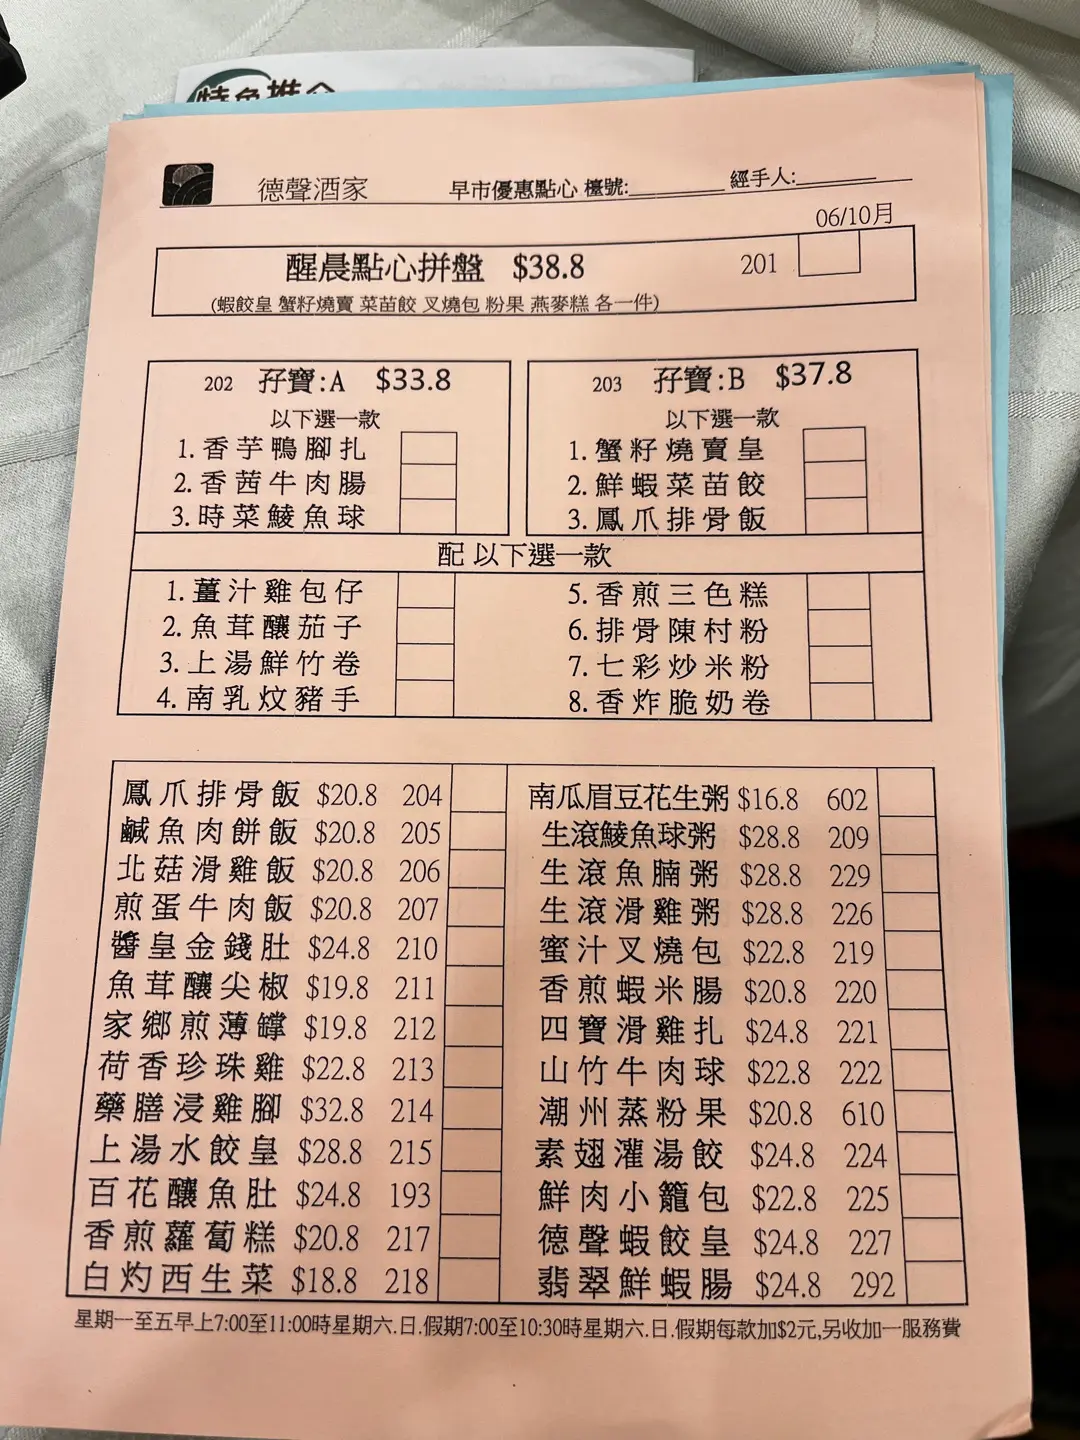 特色推介
德聲酒家 早市優惠點心 檯號:________ 經手人:________
06/10月
醒晨點心拼盤 $38.8 201
(蝦餃皇 蟹籽燒賣 菜苗餃 叉燒包 粉果 燕麥糕 各一件)
202 孖寶:A $33.8
以下選一款
1.香芋鴨腳扎
2.香茜牛肉腸
3.時菜鯪魚球
203 孖寶:B $37.8
以下選一款
1.蟹籽燒賣皇
2.鮮蝦菜苗餃
3.鳳爪排骨飯
配 以下選一款
1.薑汁雞包仔
2.魚茸釀茄子
3.上湯鮮竹卷
4.南乳炆豬手
5.香煎三色糕
6.排骨陳村粉
7.七彩炒米粉
8.香炸脆奶卷
鳳爪排骨飯 $20.8 204
鹹魚肉餅飯 $20.8 205
北菇滑雞飯 $20.8 206
煎蛋牛肉飯 $20.8 207
醬皇金錢肚 $24.8 210
魚茸釀尖椒 $19.8 211
家鄉煎薄罉 $19.8 212
荷香珍珠雞 $22.8 213
藥膳浸雞腳 $32.8 214
上湯水餃皇 $28.8 215
百花釀魚肚 $24.8 193
香煎蘿蔔糕 $20.8 217
白灼西生菜 $18.8 218
南瓜眉豆花生粥 $16.8 602
生滾鯪魚球粥 $28.8 209
生滾魚腩粥 $28.8 229
生滾滑雞粥 $28.8 226
蜜汁叉燒包 $22.8 219
香煎蝦米腸 $20.8 220
四寶滑雞扎 $24.8 221
山竹牛肉球 $22.8 222
潮州蒸粉果 $20.8 610
素翅灌湯餃 $24.8 224
鮮肉小籠包 $22.8 225
德聲蝦餃皇 $24.8 227
翡翠鮮蝦腸 $24.8 292
星期一至五早上7:00至11:00時星期六.日.假期7:00至10:30時星期六.日.假期每款加$2元,另收加一服務費